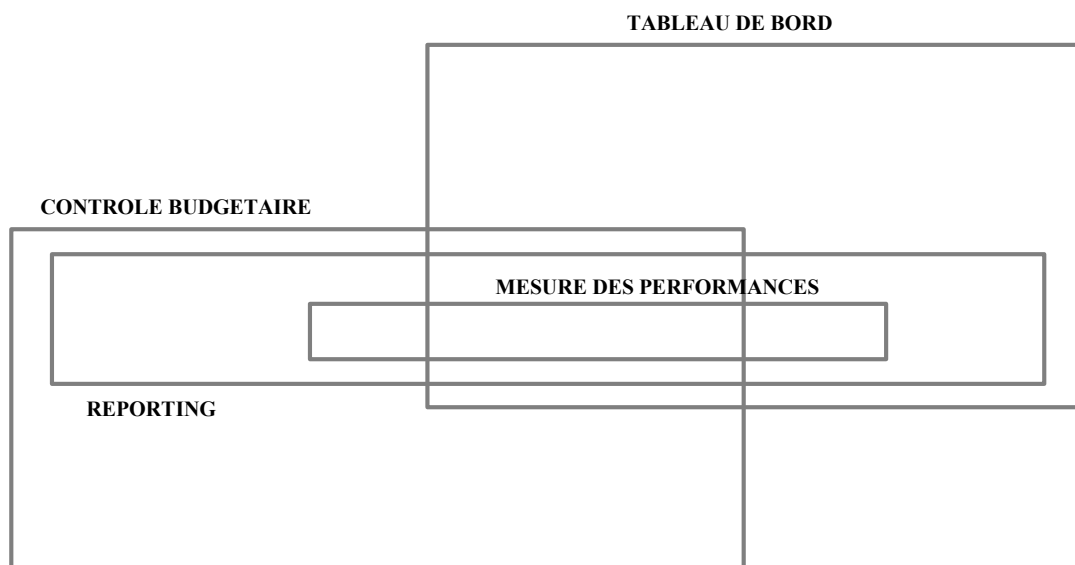 TABLEAU DE BORD
CONTROLE BUDGETAIRE
MESURE DES PERFORMANCES
REPORTING